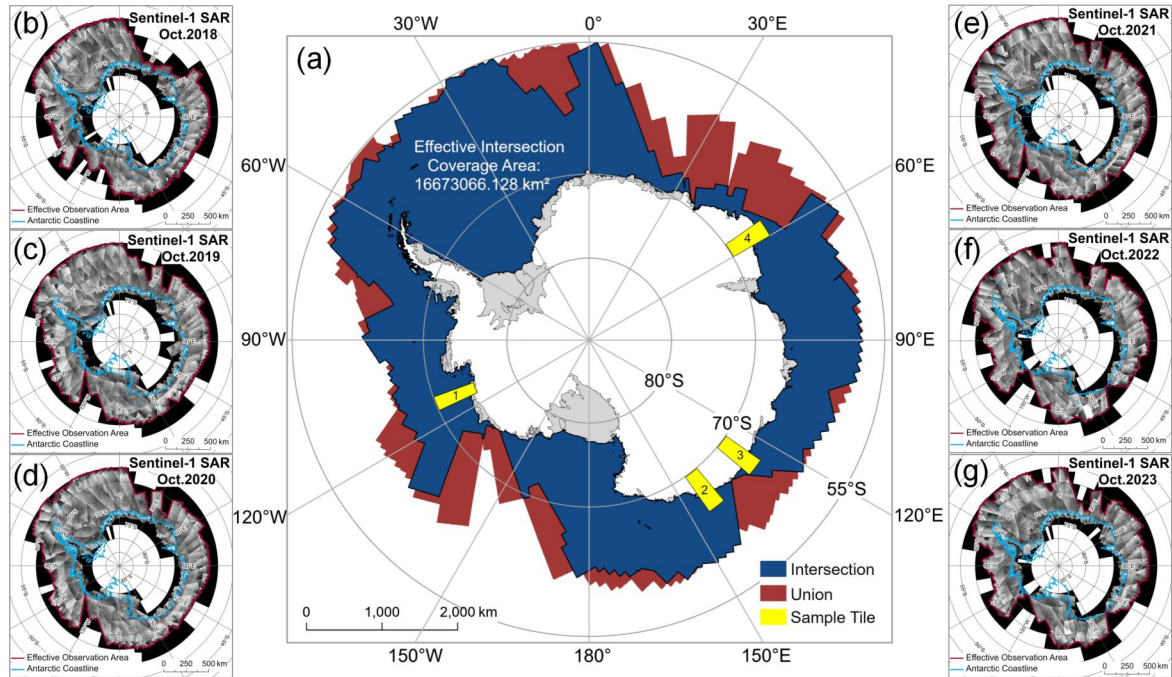 (b)
Sentinel-1 SAR
Oct.2018
Effective Observation Area
Antarctic Coastline
0 250 500 km
(c)
Sentinel-1 SAR
Oct.2019
Effective Observation Area
Antarctic Coastline
0 250 500 km
(d)
Sentinel-1 SAR
Oct.2020
Effective Observation Area
Antarctic Coastline
0 250 500 km
(a)
30°W
0°
30°E
60°W
60°E
Effective Intersection
Coverage Area:
16673066.128 km²
4
90°W
90°E
80°S
1
70°S
3
2
55°S
120°W
120°E
Intersection
Union
Sample Tile
0 1,000 2,000 km
150°W
180°
150°E
(e)
Sentinel-1 SAR
Oct.2021
Effective Observation Area
Antarctic Coastline
0 250 500 km
(f)
Sentinel-1 SAR
Oct.2022
Effective Observation Area
Antarctic Coastline
0 250 500 km
(g)
Sentinel-1 SAR
Oct.2023
Effective Observation Area
Antarctic Coastline
0 250 500 km